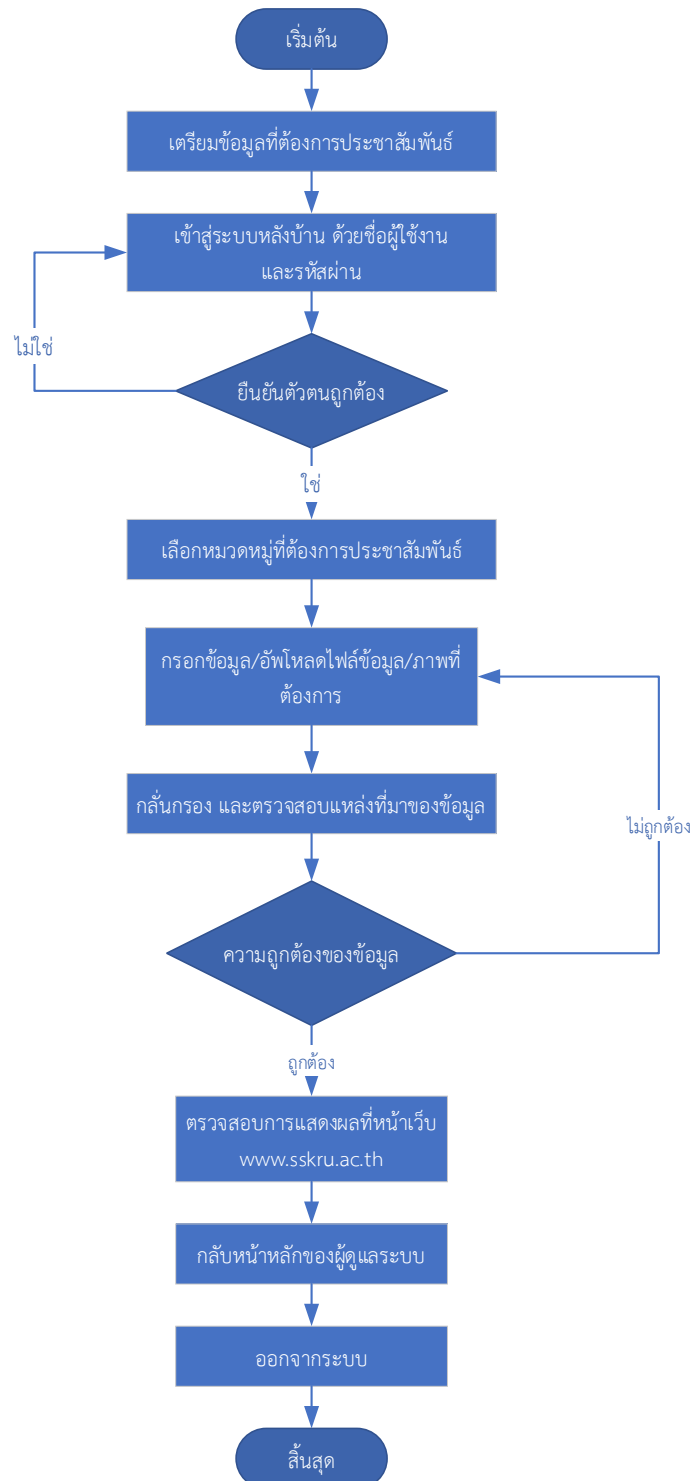 เริ่มต้น
เตรียมข้อมูลที่ต้องการประชาสัมพันธ์
เข้าสู่ระบบหลังบ้าน ด้วยชื่อผู้ใช้งาน
และรหัสผ่าน
ไม่ใช่
ยืนยันตัวตนถูกต้อง
ใช่
เลือกหมวดหมู่ที่ต้องการประชาสัมพันธ์
กรอกข้อมูล/อัพโหลดไฟล์ข้อมูล/ภาพที่
ต้องการ
กลั่นกรอง และตรวจสอบแหล่งที่มาของข้อมูล
ไม่ถูกต้อง
ความถูกต้องของข้อมูล
ถูกต้อง
ตรวจสอบการแสดงผลที่หน้าเว็บ
www.sskru.ac.th
กลับหน้าหลักของผู้ดูแลระบบ
ออกจากระบบ
สิ้นสุด